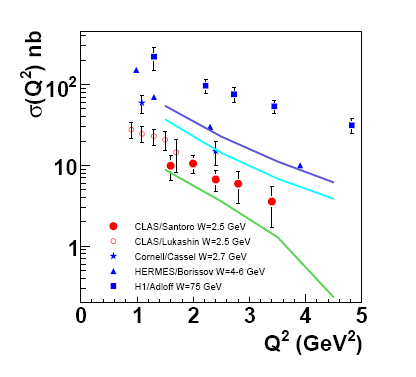 σ(Q²) nb
10²
10
1
CLAS/Santoro W=2.5 GeV
CLAS/Lukashin W=2.5 GeV
Cornell/Cassel W=2.7 GeV
HERMES/Borissov W=4-6 GeV
H1/Adloff W=75 GeV
0 1 2 3 4 5
Q² (GeV²)